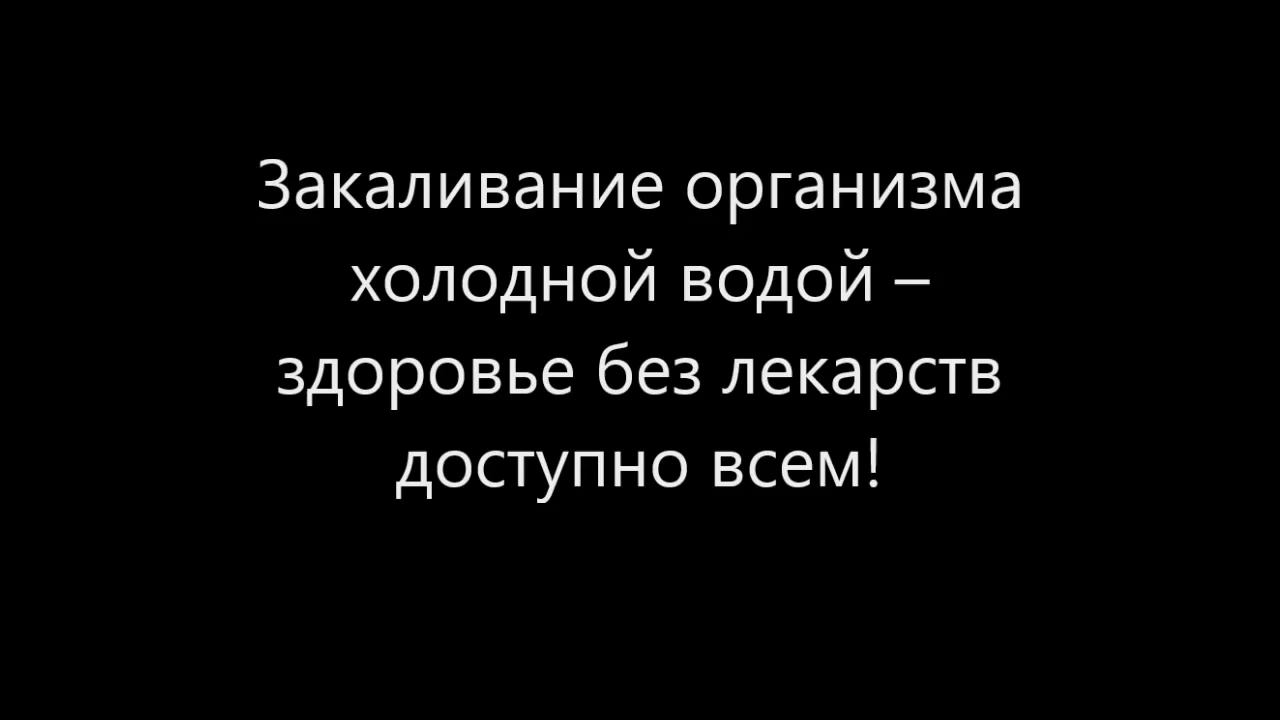 Закаливание организма
холодной водой –
здоровье без лекарств
доступно всем!